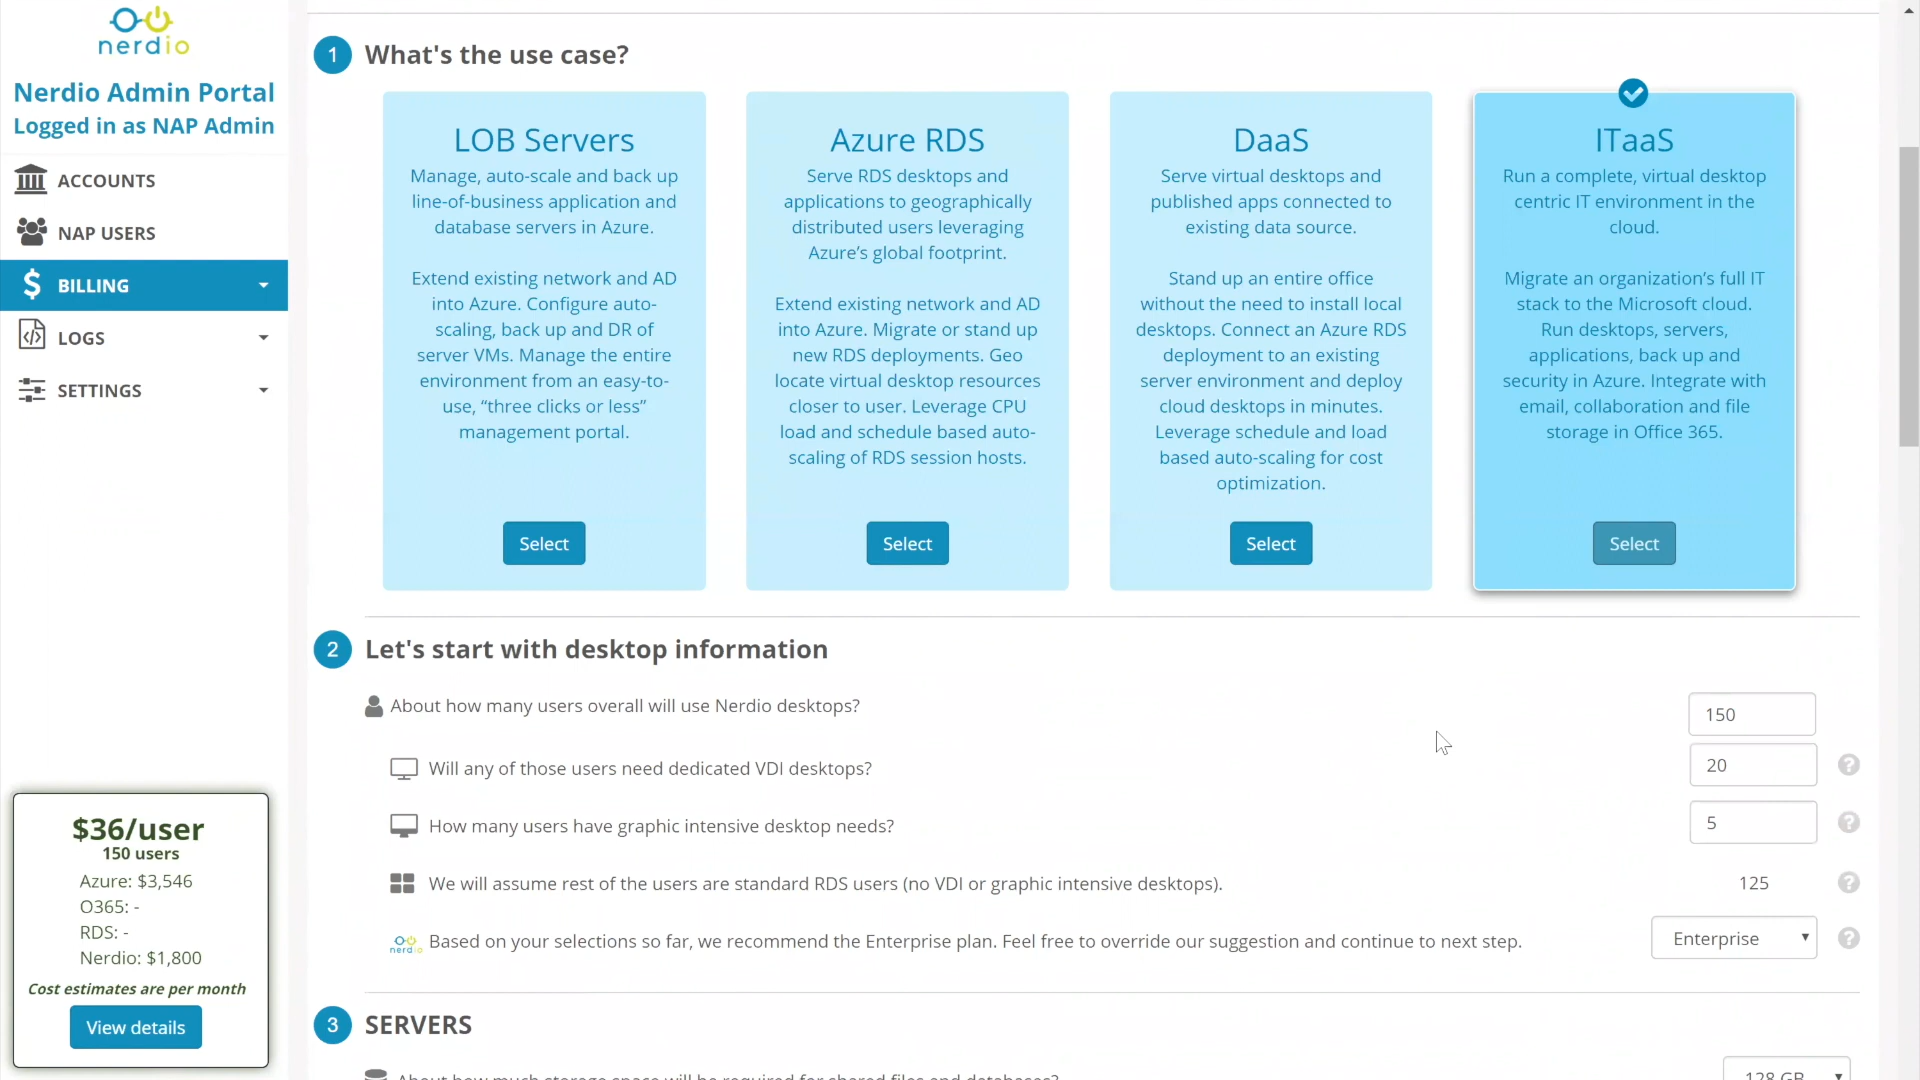 nerdio
Nerdio Admin Portal
Logged in as NAP Admin
ACCOUNTS
NAP USERS
BILLING
LOGS
SETTINGS
$36/user
150 users
Azure: $3,546
O365: -
RDS: -
Nerdio: $1,800
Cost estimates are per month
View details
1 What's the use case?
LOB Servers
Manage, auto-scale and back up
line-of-business application and
database servers in Azure.
Extend existing network and AD
into Azure. Configure auto-
scaling, back up and DR of
server VMs. Manage the entire
environment from an easy-to-
use, “three clicks or less”
management portal.
Select
Azure RDS
Serve RDS desktops and
applications to geographically
distributed users leveraging
Azure’s global footprint.
Extend existing network and AD
into Azure. Migrate or stand up
new RDS deployments. Geo
locate virtual desktop resources
closer to user. Leverage CPU
load and schedule based auto-
scaling of RDS session hosts.
Select
DaaS
Serve virtual desktops and
published apps connected to
existing data source.
Stand up an entire office
without the need to install local
desktops. Connect an Azure RDS
deployment to an existing
server environment and deploy
cloud desktops in minutes.
Leverage schedule and load
based auto-scaling for cost
optimization.
Select
ITaaS
Run a complete, virtual desktop
centric IT environment in the
cloud.
Migrate an organization’s full IT
stack to the Microsoft cloud.
Run desktops, servers,
applications, back up and
security in Azure. Integrate with
email, collaboration and file
storage in Office 365.
Select
2 Let's start with desktop information
About how many users overall will use Nerdio desktops? 150
Will any of those users need dedicated VDI desktops? 20 ?
How many users have graphic intensive desktop needs? 5 ?
We will assume rest of the users are standard RDS users (no VDI or graphic intensive desktops). 125 ?
nerdio Based on your selections so far, we recommend the Enterprise plan. Feel free to override our suggestion and continue to next step. Enterprise ?
3 SERVERS
About how much storage space will be required for shared files and databases? 128 GB